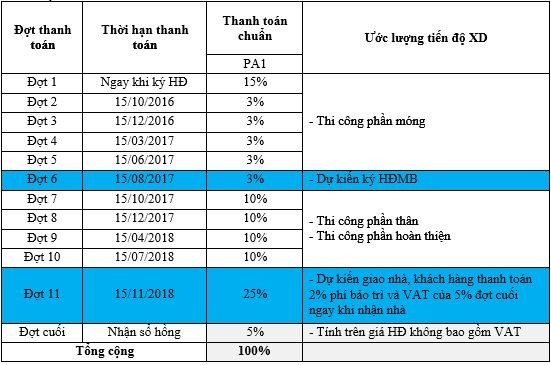 Đợt thanh toán
Thời hạn thanh toán
Thanh toán chuẩn
Ước lượng tiến độ XD
PA1
Đợt 1 Ngay khi ký HĐ 15%
Đợt 2 15/10/2016 3%
Đợt 3 15/12/2016 3%
- Thi công phần móng
Đợt 4 15/03/2017 3%
Đợt 5 15/06/2017 3%
Đợt 6 15/08/2017 3% - Dự kiến ký HĐMB
Đợt 7 15/10/2017 10%
Đợt 8 15/12/2017 10%
- Thi công phần thân
- Thi công phần hoàn thiện
Đợt 9 15/04/2018 10%
Đợt 10 15/07/2018 10%
Đợt 11 15/11/2018 25%
- Dự kiến giao nhà, khách hàng thanh toán
2% phí bảo trì và VAT của 5% đợt cuối
ngay khi nhận nhà
Đợt cuối Nhận sổ hồng 5% - Tính trên giá HĐ không bao gồm VAT
Tổng cộng 100%